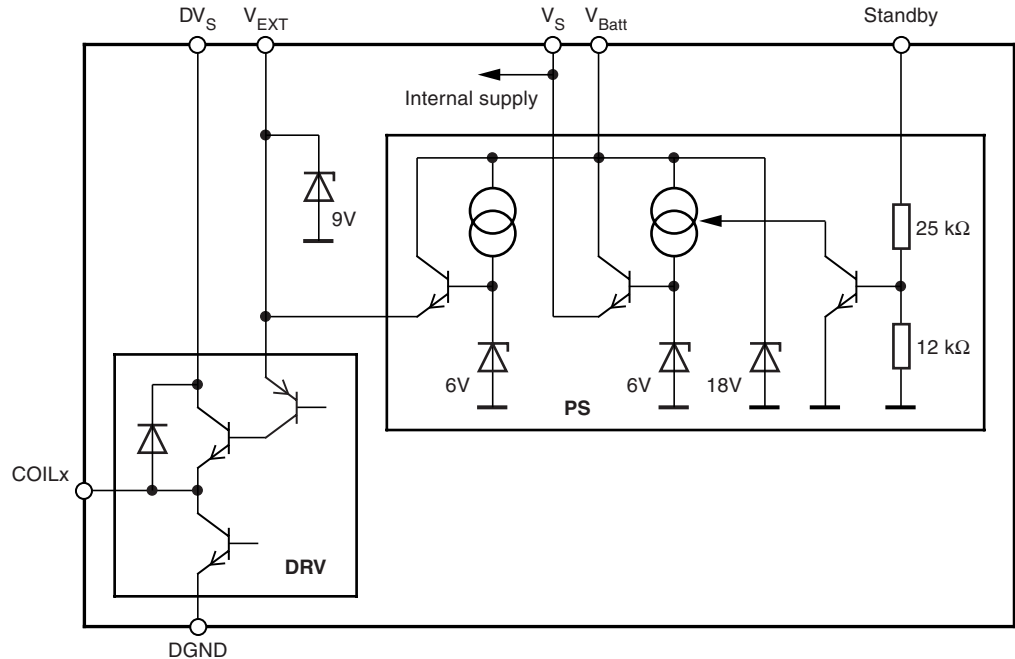 DVS VEXT VS VBatt Standby
Internal supply
9V
25 kΩ
6V 6V 18V 12 kΩ
PS
COILx
DRV
DGND